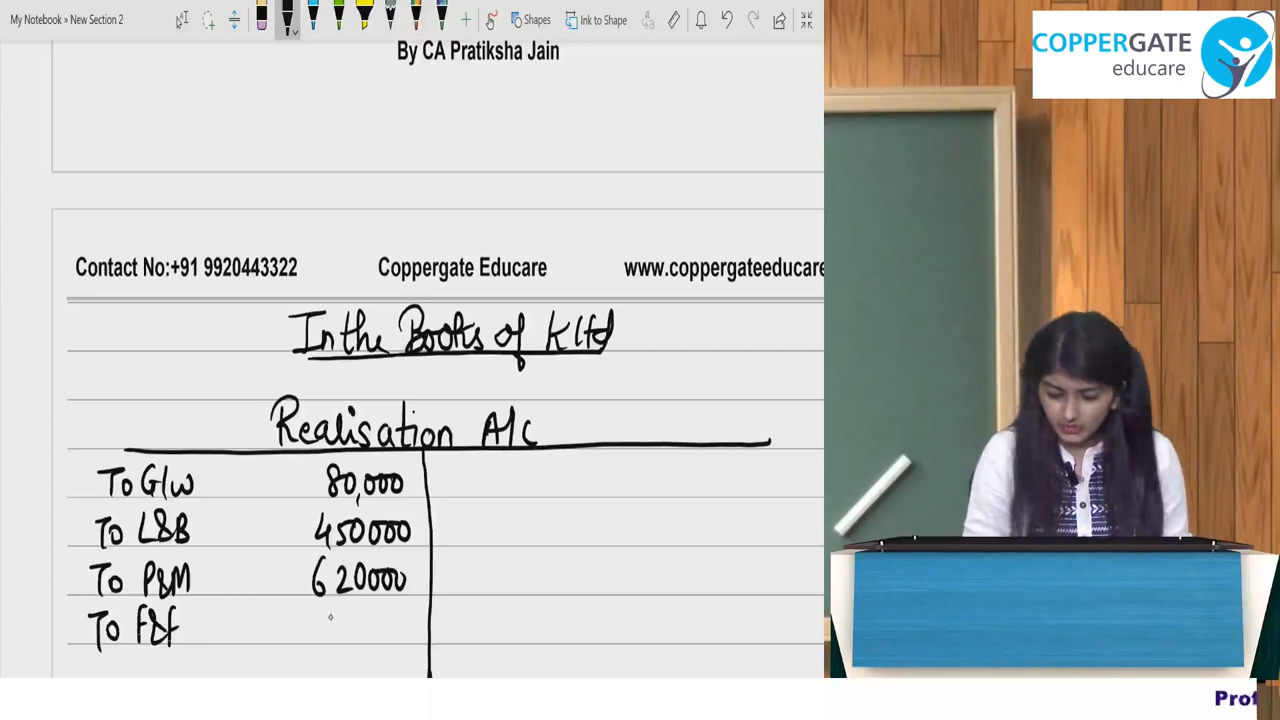 My Notebook » New Section 2
Shapes
Ink to Shape
By CA Pratiksha Jain
COPPERGATE
educare
Contact No:+91 9920443322 Coppergate Educare www.coppergateeducare
In the Books of K Ltd
Realisation A/c
To G/w 80,000
To L&B 450000
To P&M 620000
To F&F
Prof